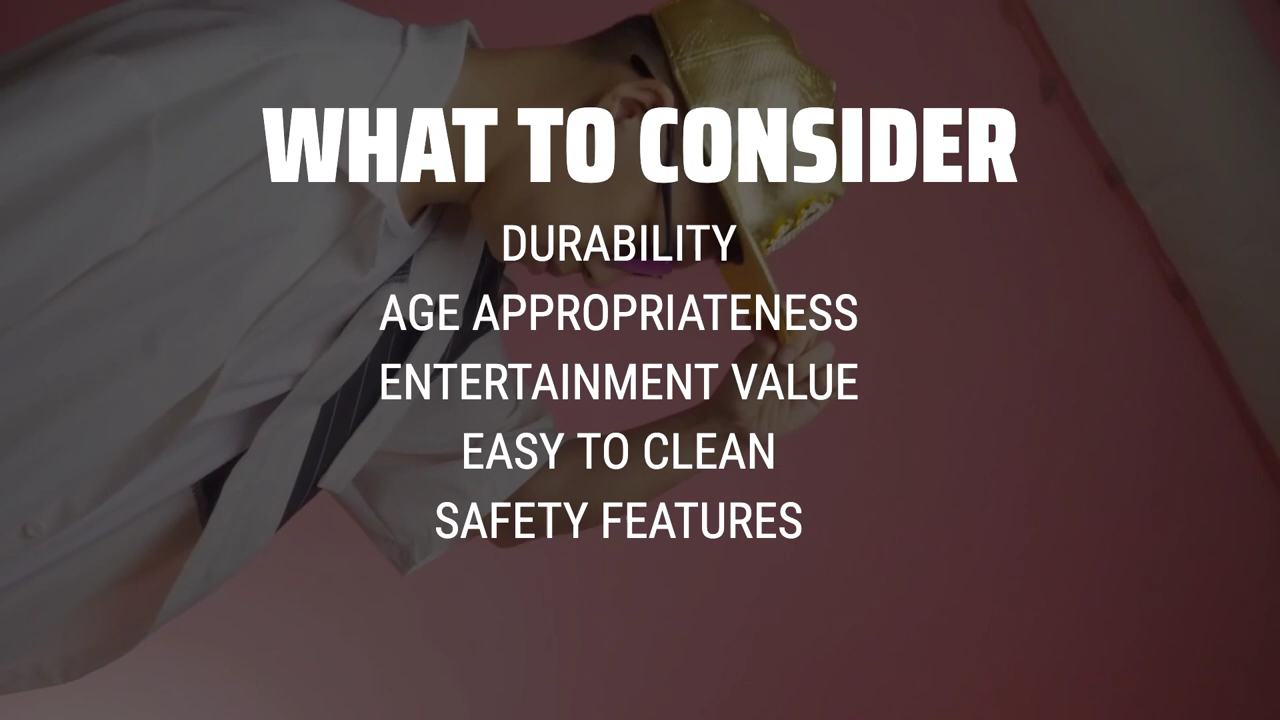 WHAT TO CONSIDER
DURABILITY
AGE APPROPRIATENESS
ENTERTAINMENT VALUE
EASY TO CLEAN
SAFETY FEATURES